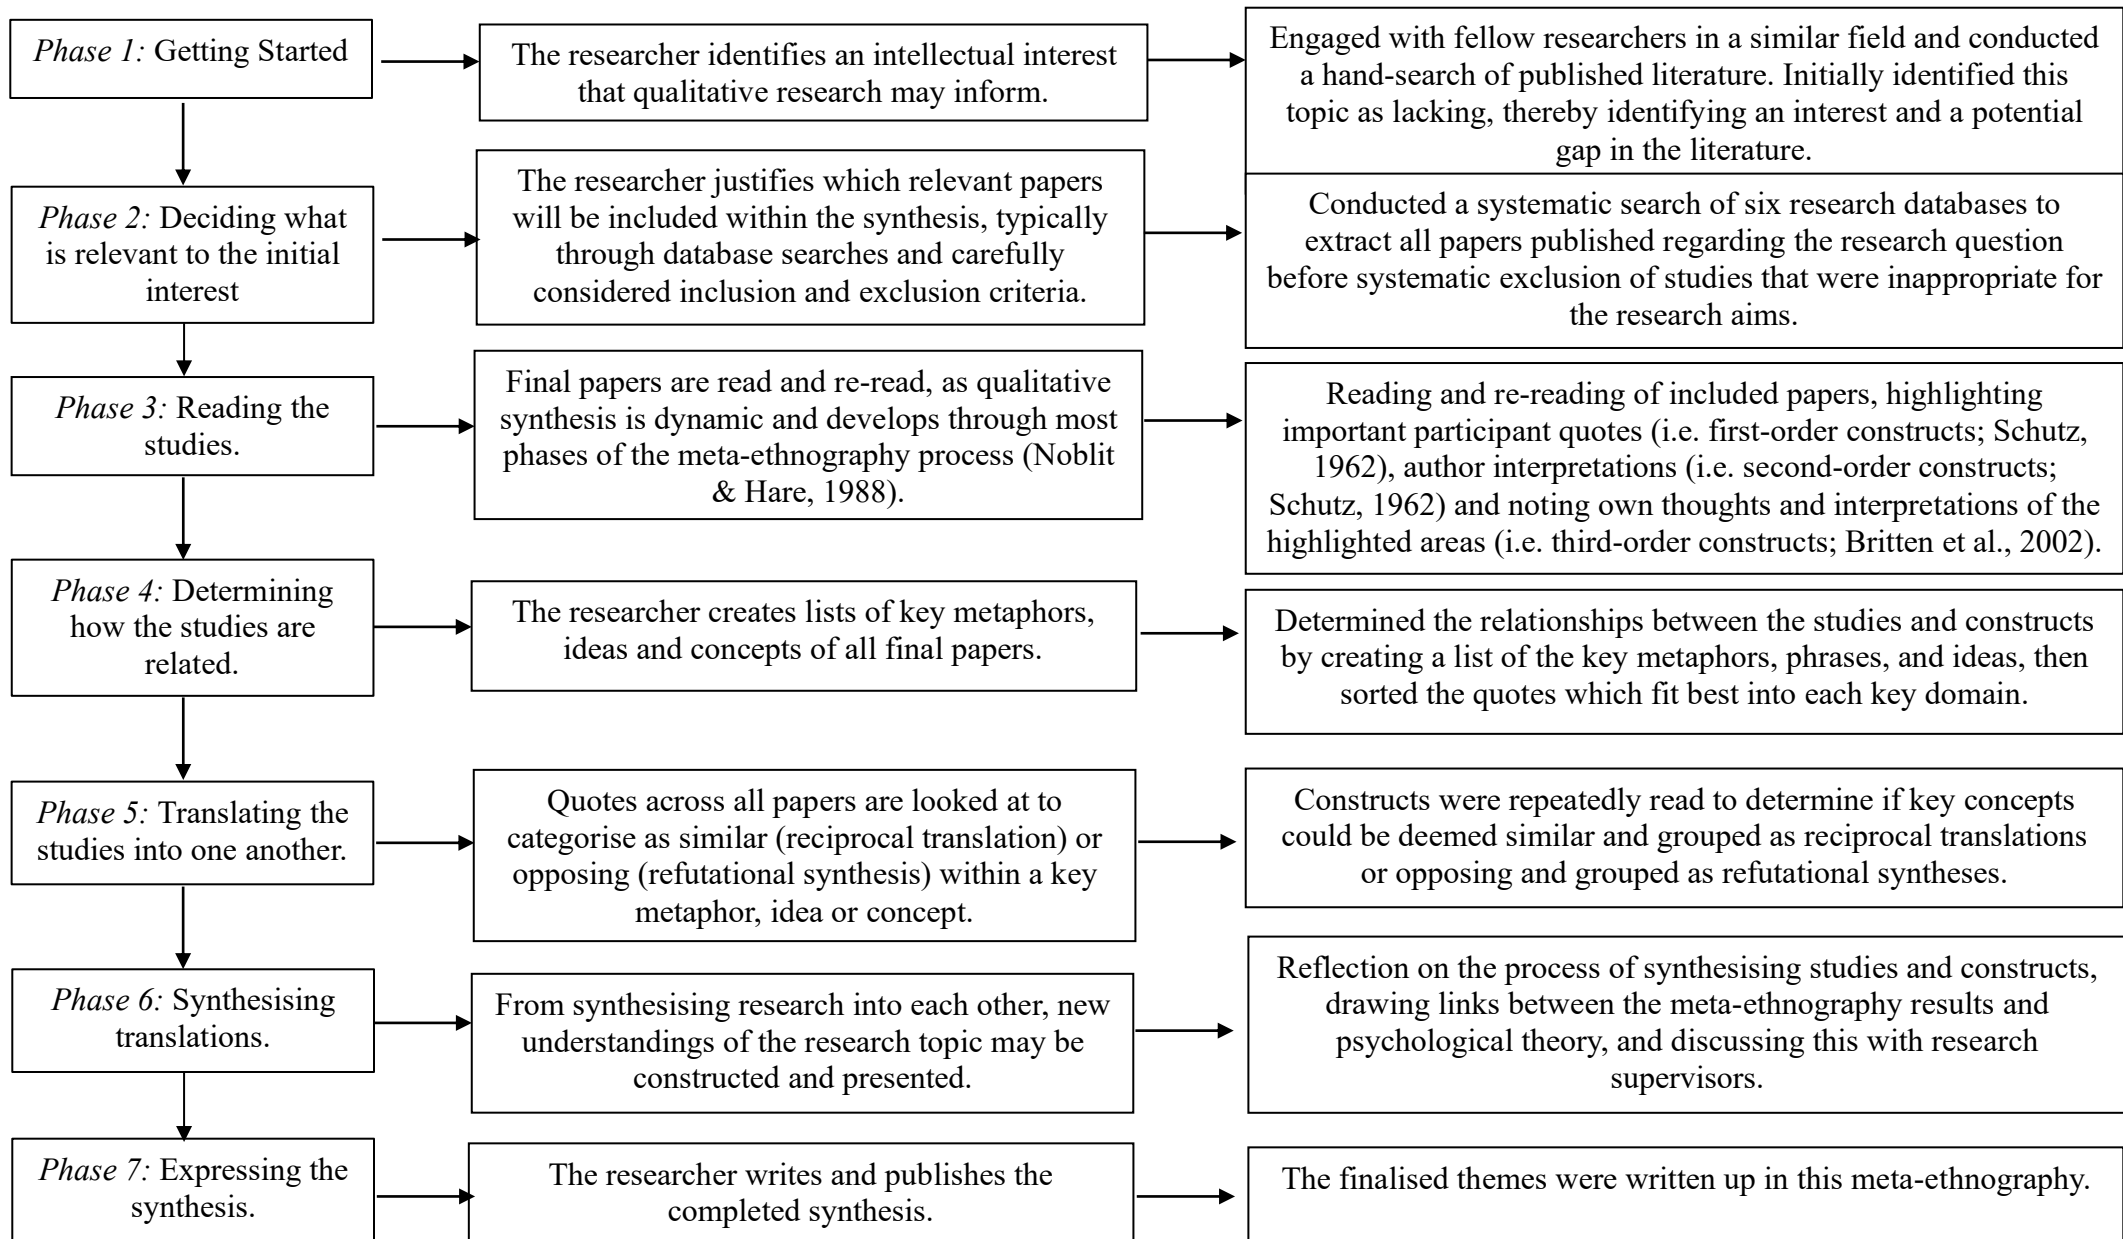 Phase 1: Getting Started
The researcher identifies an intellectual interest
that qualitative research may inform.
Engaged with fellow researchers in a similar field and conducted
a hand-search of published literature. Initially identified this
topic as lacking, thereby identifying an interest and a potential
gap in the literature.
Phase 2: Deciding what
is relevant to the initial
interest
The researcher justifies which relevant papers
will be included within the synthesis, typically
through database searches and carefully
considered inclusion and exclusion criteria.
Conducted a systematic search of six research databases to
extract all papers published regarding the research question
before systematic exclusion of studies that were inappropriate for
the research aims.
Phase 3: Reading the
studies.
Final papers are read and re-read, as qualitative
synthesis is dynamic and develops through most
phases of the meta-ethnography process (Noblit
& Hare, 1988).
Reading and re-reading of included papers, highlighting
important participant quotes (i.e. first-order constructs; Schutz,
1962), author interpretations (i.e. second-order constructs;
Schutz, 1962) and noting own thoughts and interpretations of the
highlighted areas (i.e. third-order constructs; Britten et al., 2002).
Phase 4: Determining
how the studies are
related.
The researcher creates lists of key metaphors,
ideas and concepts of all final papers.
Determined the relationships between the studies and constructs
by creating a list of the key metaphors, phrases, and ideas, then
sorted the quotes which fit best into each key domain.
Phase 5: Translating the
studies into one another.
Quotes across all papers are looked at to
categorise as similar (reciprocal translation) or
opposing (refutational synthesis) within a key
metaphor, idea or concept.
Constructs were repeatedly read to determine if key concepts
could be deemed similar and grouped as reciprocal translations
or opposing and grouped as refutational syntheses.
Phase 6: Synthesising
translations.
From synthesising research into each other, new
understandings of the research topic may be
constructed and presented.
Reflection on the process of synthesising studies and constructs,
drawing links between the meta-ethnography results and
psychological theory, and discussing this with research
supervisors.
Phase 7: Expressing the
synthesis.
The researcher writes and publishes the
completed synthesis.
The finalised themes were written up in this meta-ethnography.